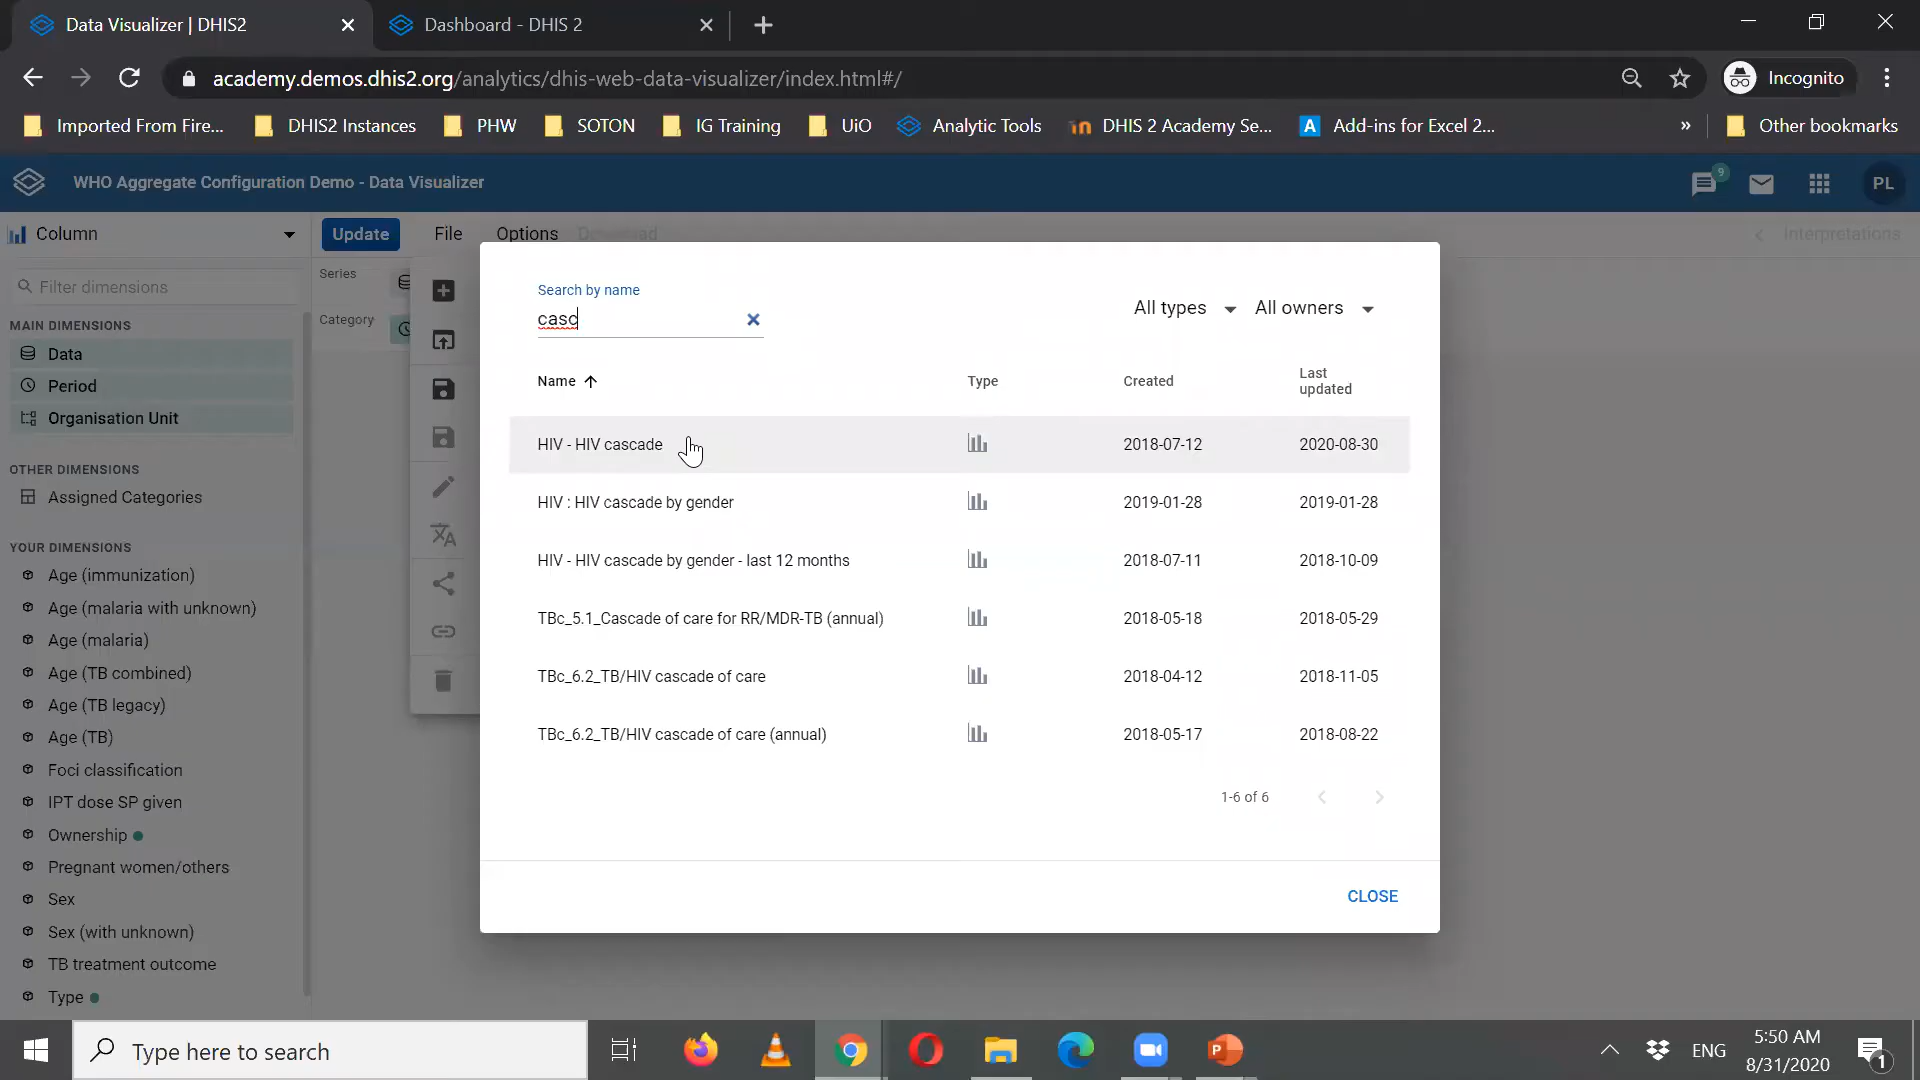 Data Visualizer | DHIS2
Dashboard - DHIS 2
academy.demos.dhis2.org/analytics/dhis-web-data-visualizer/index.html#/
Incognito
Imported From Fire...
DHIS2 Instances
PHW
SOTON
IG Training
UiO
Analytic Tools
DHIS 2 Academy Se...
Add-ins for Excel 2...
»
Other bookmarks
WHO Aggregate Configuration Demo - Data Visualizer
9
PL
Column
Update
File
Options
Download
Interpretations
Filter dimensions
Series
Category
MAIN DIMENSIONS
Data
Period
Organisation Unit
OTHER DIMENSIONS
Assigned Categories
YOUR DIMENSIONS
Age (immunization)
Age (malaria with unknown)
Age (malaria)
Age (TB combined)
Age (TB legacy)
Age (TB)
Foci classification
IPT dose SP given
Ownership
Pregnant women/others
Sex
Sex (with unknown)
TB treatment outcome
Type
Search by name
casc
All types
All owners
Name Type Created Last updated
HIV - HIV cascade 2018-07-12 2020-08-30
HIV : HIV cascade by gender 2019-01-28 2019-01-28
HIV - HIV cascade by gender - last 12 months 2018-07-11 2018-10-09
TBc_5.1_Cascade of care for RR/MDR-TB (annual) 2018-05-18 2018-05-29
TBc_6.2_TB/HIV cascade of care 2018-04-12 2018-11-05
TBc_6.2_TB/HIV cascade of care (annual) 2018-05-17 2018-08-22
1-6 of 6
CLOSE
Type here to search
ENG
5:50 AM
8/31/2020
1